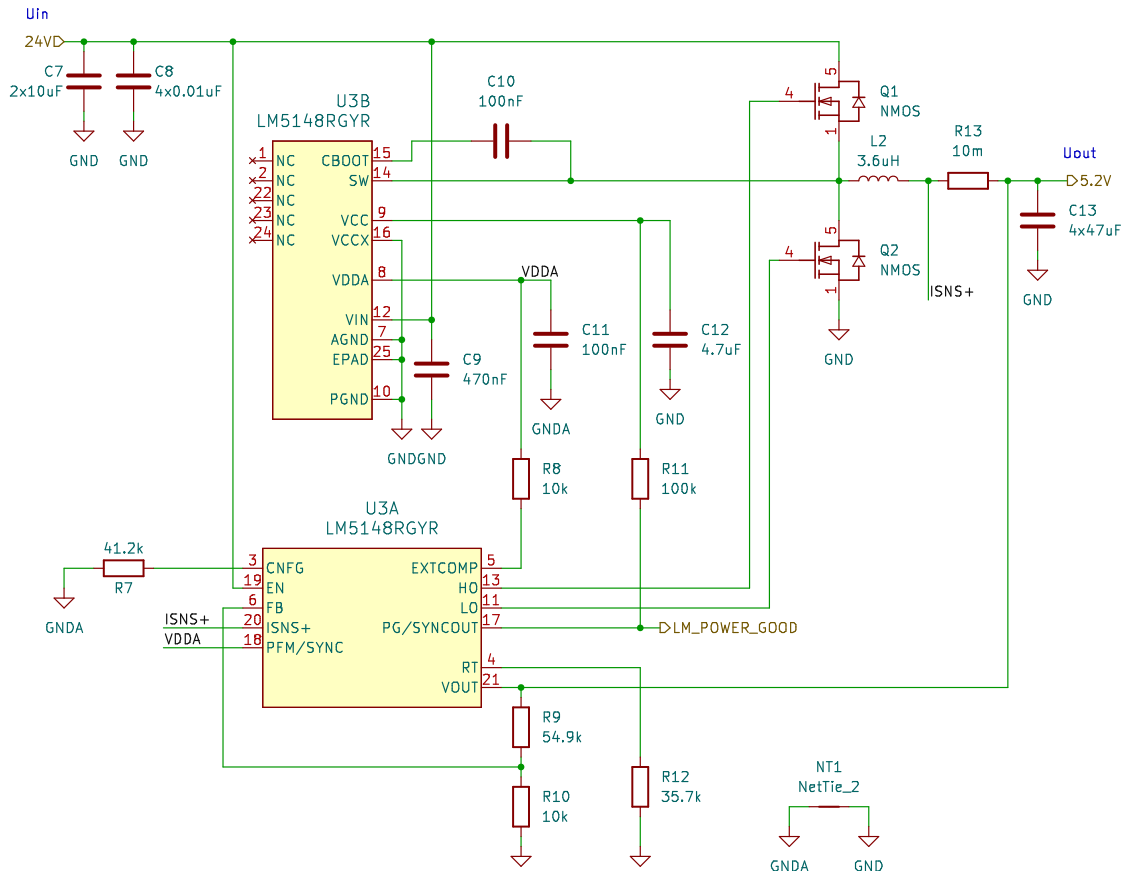 Uin
24V
C7
2x10uF
C8
4x0.01uF
C10
100nF
U3B
LM5148RGYR
1 NC
2 NC
22 NC
23 NC
24 NC
CBOOT 15
SW 14
VCC 9
VCCX 16
VDDA 8
VIN 12
AGND 7
EPAD 25
PGND 10
GND
GND
VDDA
C9
470nF
GND
GND
C11
100nF
GNDA
C12
4.7uF
GND
5
4
1
Q1
NMOS
L2
3.6uH
R13
10m
Uout
5.2V
5
4
1
Q2
NMOS
C13
4x47uF
GND
ISNS+
GND
R8
10k
R11
100k
U3A
LM5148RGYR
41.2k
R7
GNDA
3 CNFG
19 EN
6 FB
20 ISNS+
18 PFM/SYNC
ISNS+
VDDA
EXTCOMP 5
HO 13
LO 11
PG/SYNCOUT 17
RT 4
VOUT 21
LM_POWER_GOOD
R9
54.9k
R10
10k
R12
35.7k
NT1
NetTie_2
GNDA
GND